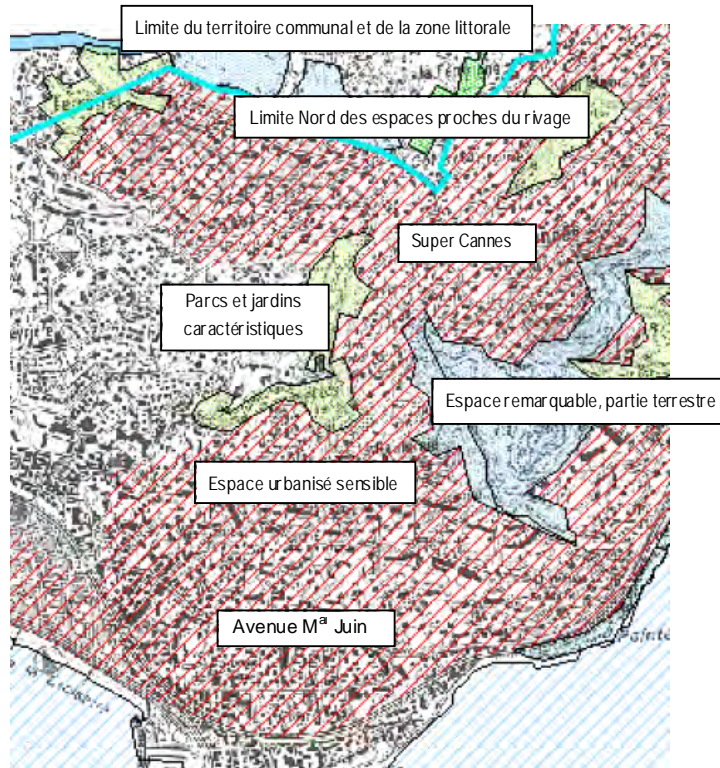 Limite du territoire communal et de la zone littorale
Limite Nord des espaces proches du rivage
Super Cannes
Parcs et jardins
caractéristiques
Espace remarquable, partie terrestre
Espace urbanisé sensible
Avenue Mal Juin